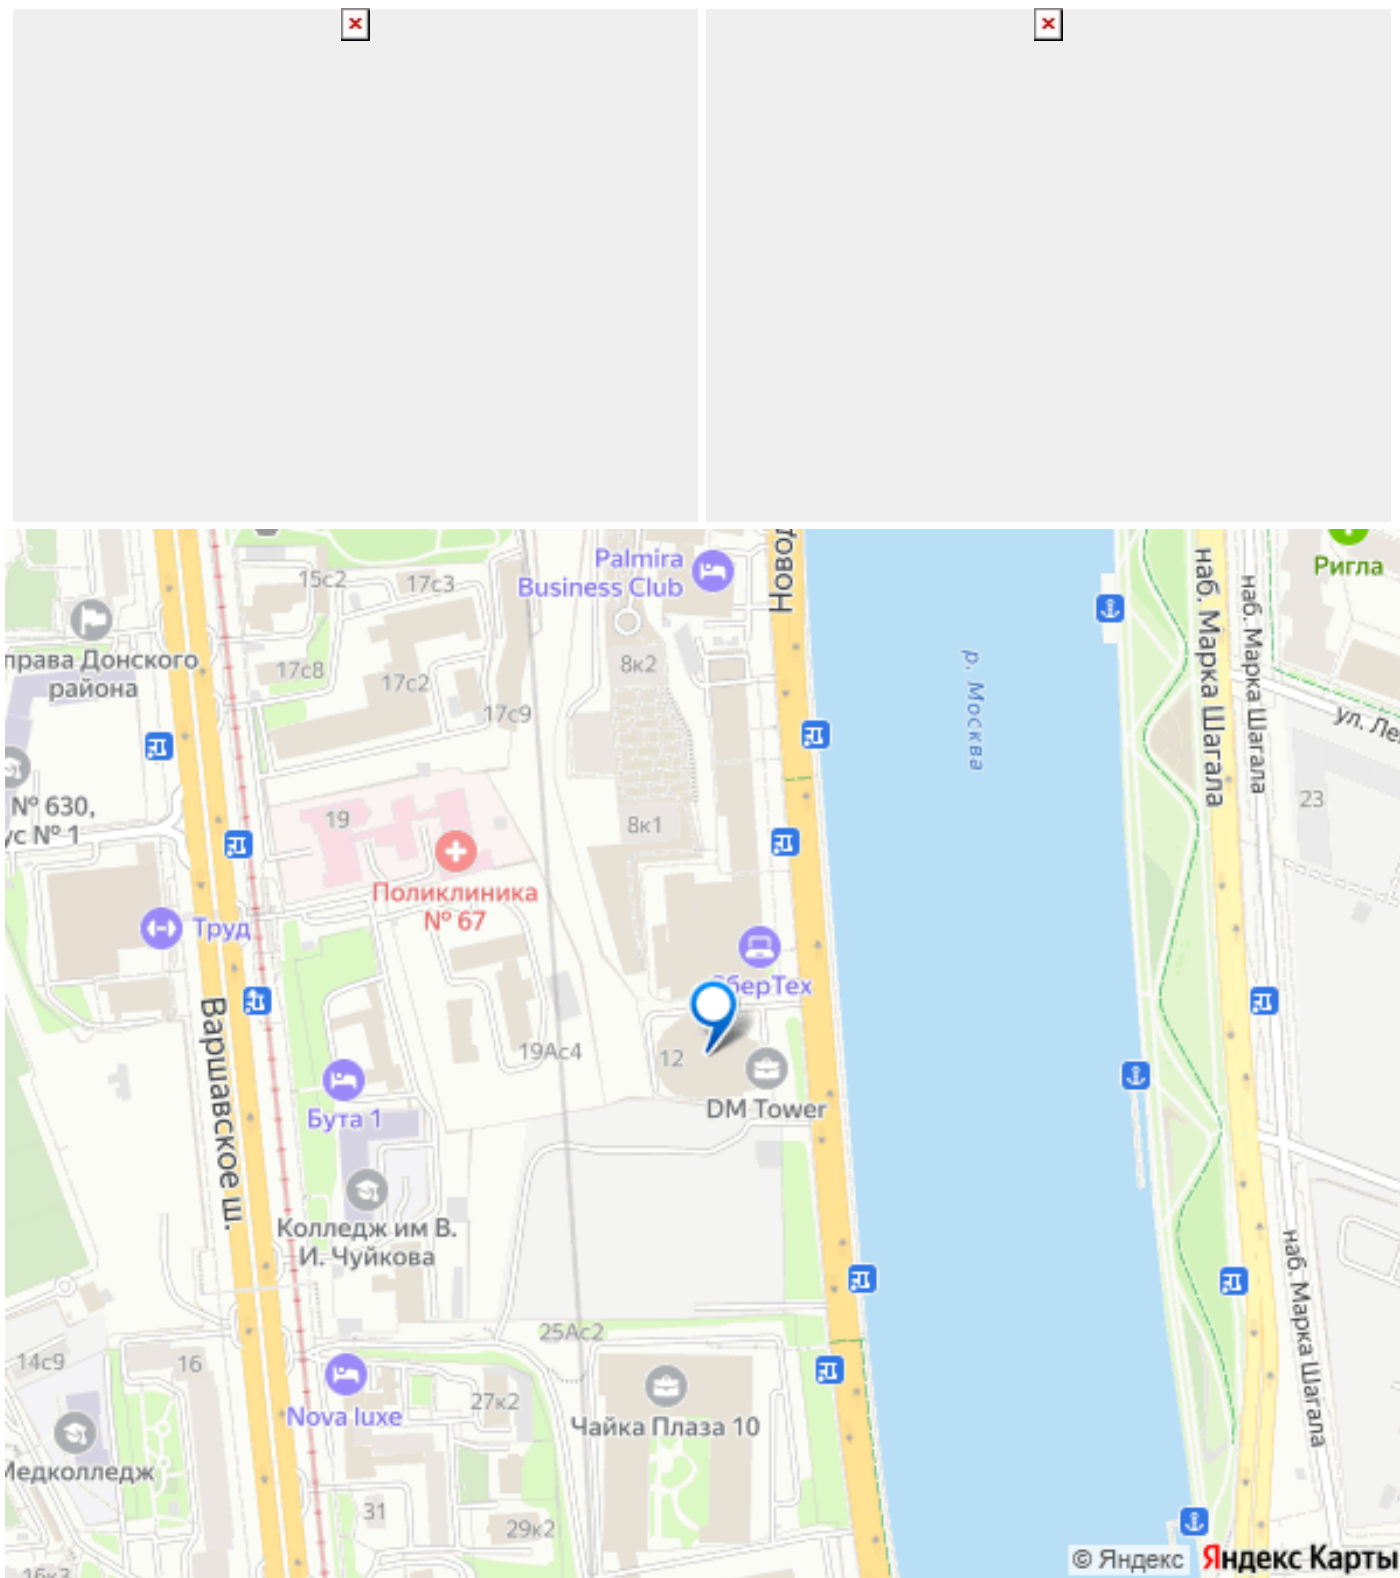 Palmira
Business Club
Новод
наб. Марка Шагала
наб. Марка Шагала
Ригла
15с2
17с3
права Донского
района
17с8
17с2
8к2
17с9
р. Москва
ул. Ле
№ 630,
ус № 1
19
8к1
23
Поликлиника
№ 67
Труд
берТех
Варшавское ш.
19Ас4
12
DM Tower
Бута 1
Колледж им В.
И. Чуйкова
наб. Марка Шагала
25Ас2
14с9
16
27к2
Nova luxe
Чайка Плаза 10
Медколледж
31
29к2
16к3
© Яндекс
Яндекс Карты